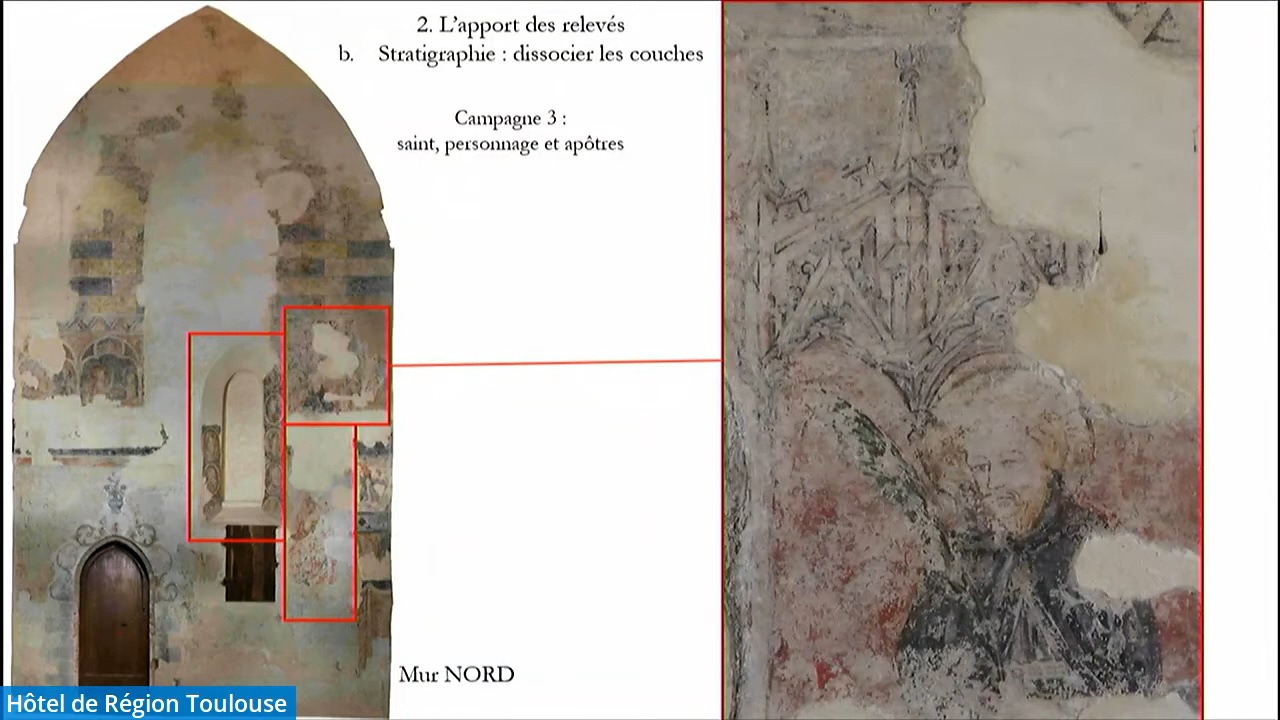 2. L’apport des relevés
b. Stratigraphie : dissocier les couches
Campagne 3 :
saint, personnage et apôtres
Mur NORD
Hôtel de Région Toulouse